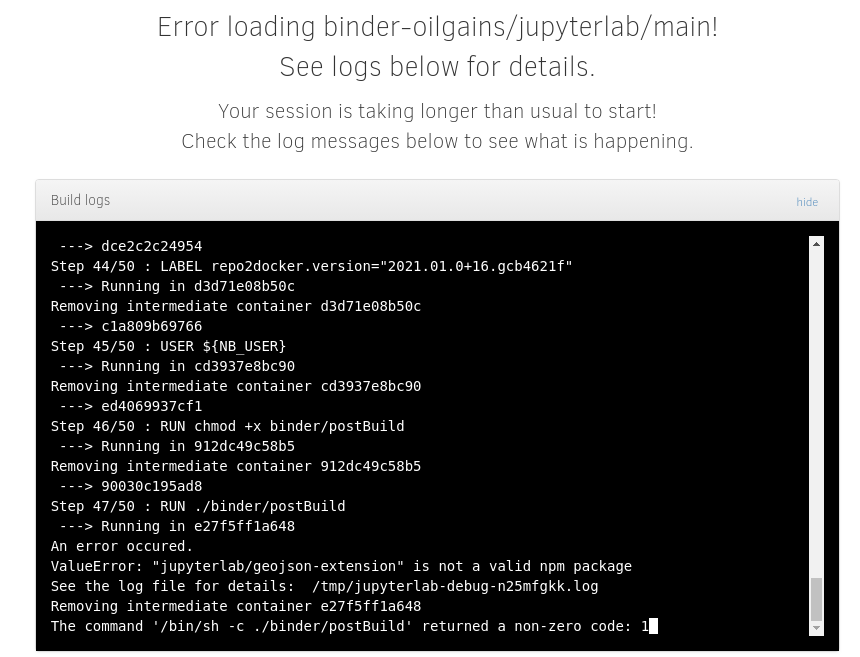 Error loading binder-oilgains/jupyterlab/main!
See logs below for details.
Your session is taking longer than usual to start!
Check the log messages below to see what is happening.
Build logs
hide
---> dce2c2c24954
Step 44/50 : LABEL repo2docker.version="2021.01.0+16.gcb4621f"
---> Running in d3d71e08b50c
Removing intermediate container d3d71e08b50c
---> c1a809b69766
Step 45/50 : USER ${NB_USER}
---> Running in cd3937e8bc90
Removing intermediate container cd3937e8bc90
---> ed4069937cf1
Step 46/50 : RUN chmod +x binder/postBuild
---> Running in 912dc49c58b5
Removing intermediate container 912dc49c58b5
---> 90030c195ad8
Step 47/50 : RUN ./binder/postBuild
---> Running in e27f5ff1a648
An error occured.
ValueError: "jupyterlab/geojson-extension" is not a valid npm package
See the log file for details:  /tmp/jupyterlab-debug-n25mfgkk.log
Removing intermediate container e27f5ff1a648
The command '/bin/sh -c ./binder/postBuild' returned a non-zero code: 1